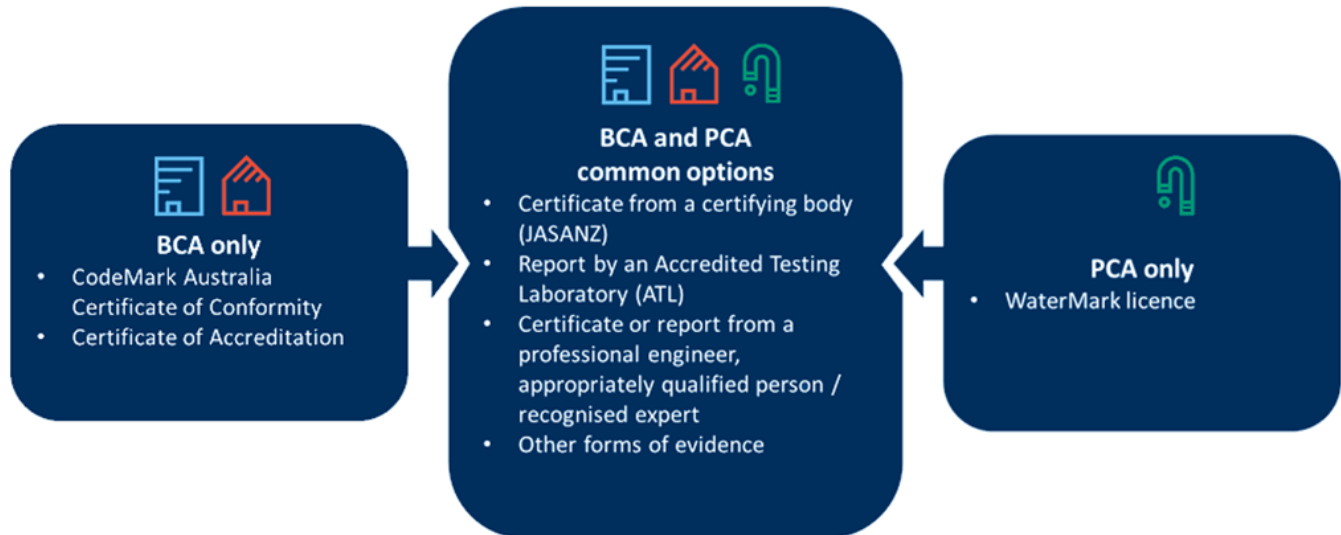 BCA only
• CodeMark Australia
Certificate of Conformity
• Certificate of Accreditation
BCA and PCA
common options
• Certificate from a certifying body
(JASANZ)
• Report by an Accredited Testing
Laboratory (ATL)
• Certificate or report from a
professional engineer,
appropriately qualified person /
recognised expert
• Other forms of evidence
PCA only
• WaterMark licence